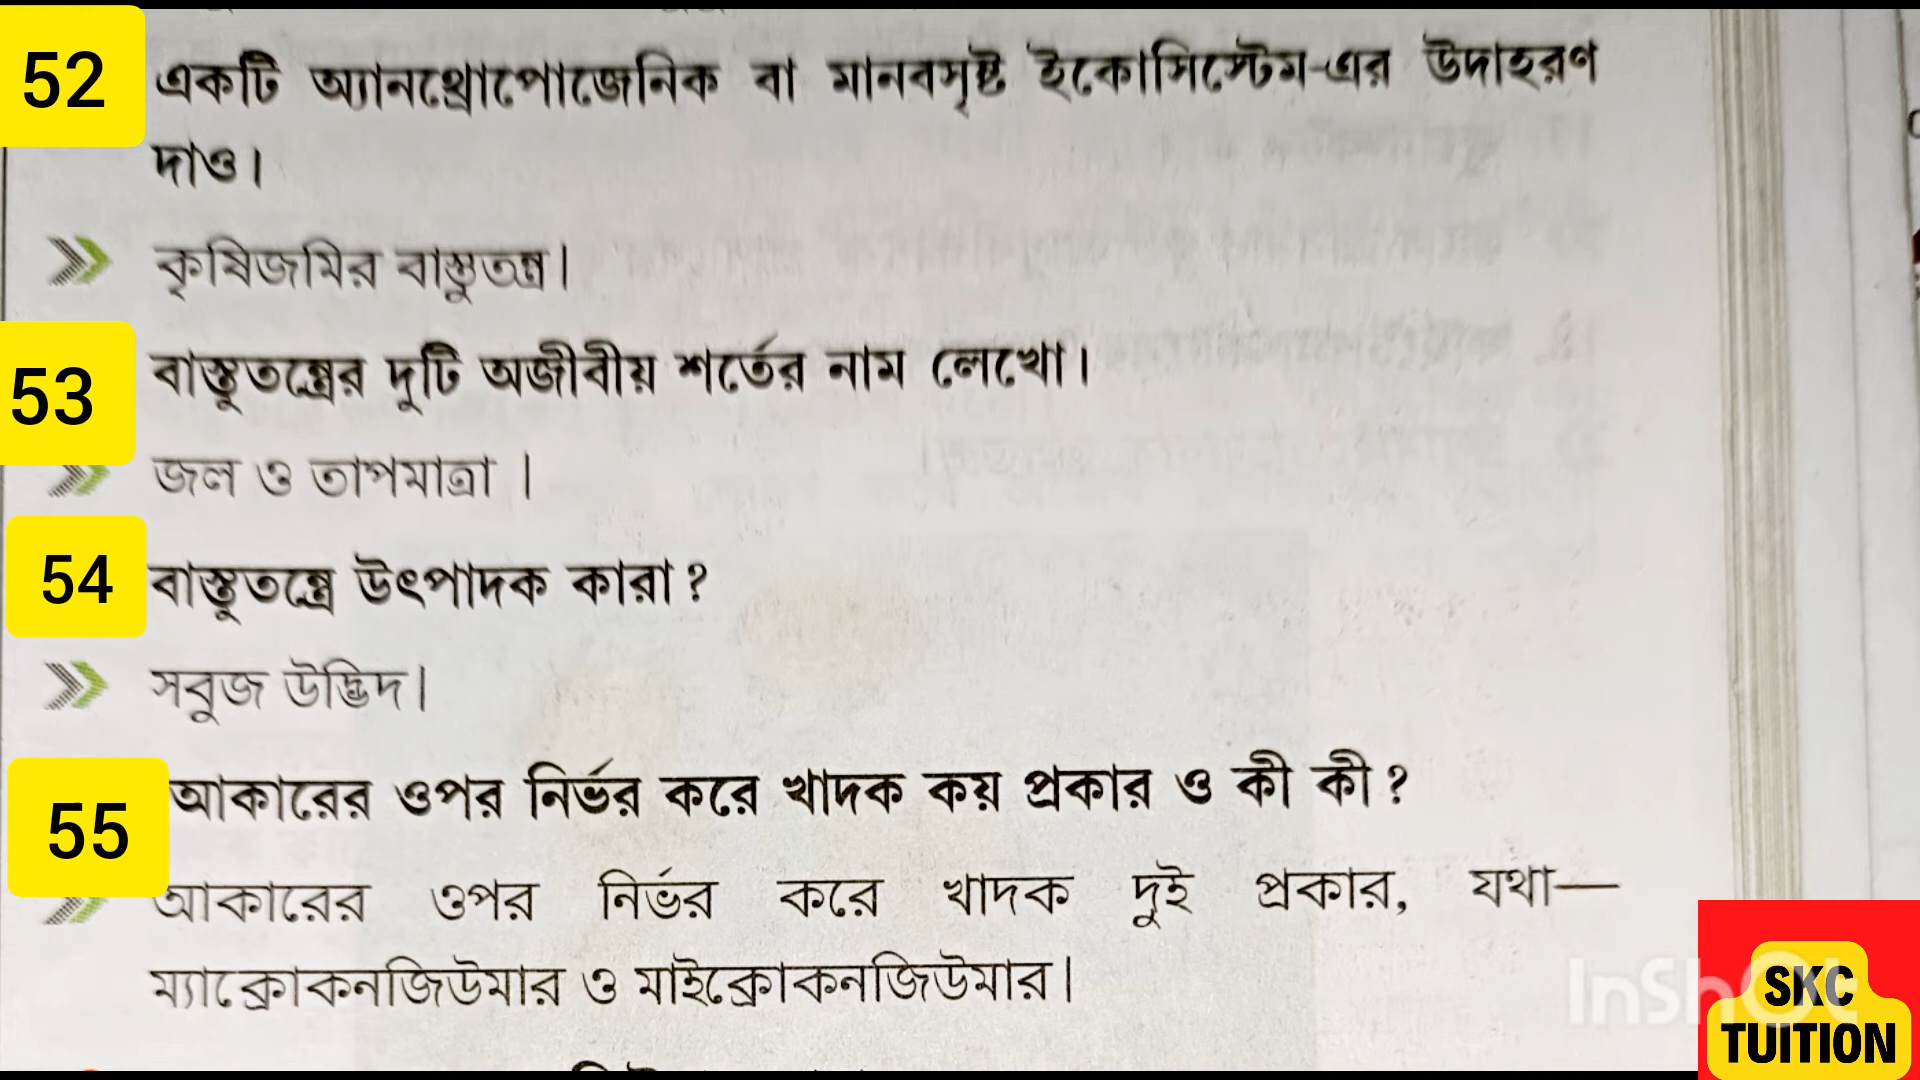 52 একটি অ্যানথ্রোপোজেনিক বা মানবসৃষ্ট ইকোসিস্টেম-এর উদাহরণ
দাও।
কৃষিজমির বাস্তুতন্ত্র।
53 বাস্তুতন্ত্রের দুটি অজীবীয় শর্তের নাম লেখো।
জল ও তাপমাত্রা।
54 বাস্তুতন্ত্রে উৎপাদক কারা?
সবুজ উদ্ভিদ।
55 আকারের ওপর নির্ভর করে খাদক কয় প্রকার ও কী কী?
আকারের ওপর নির্ভর করে খাদক দুই প্রকার, যথা—
ম্যাক্রোকনজিউমার ও মাইক্রোকনজিউমার।
InShot
SKC
TUITION